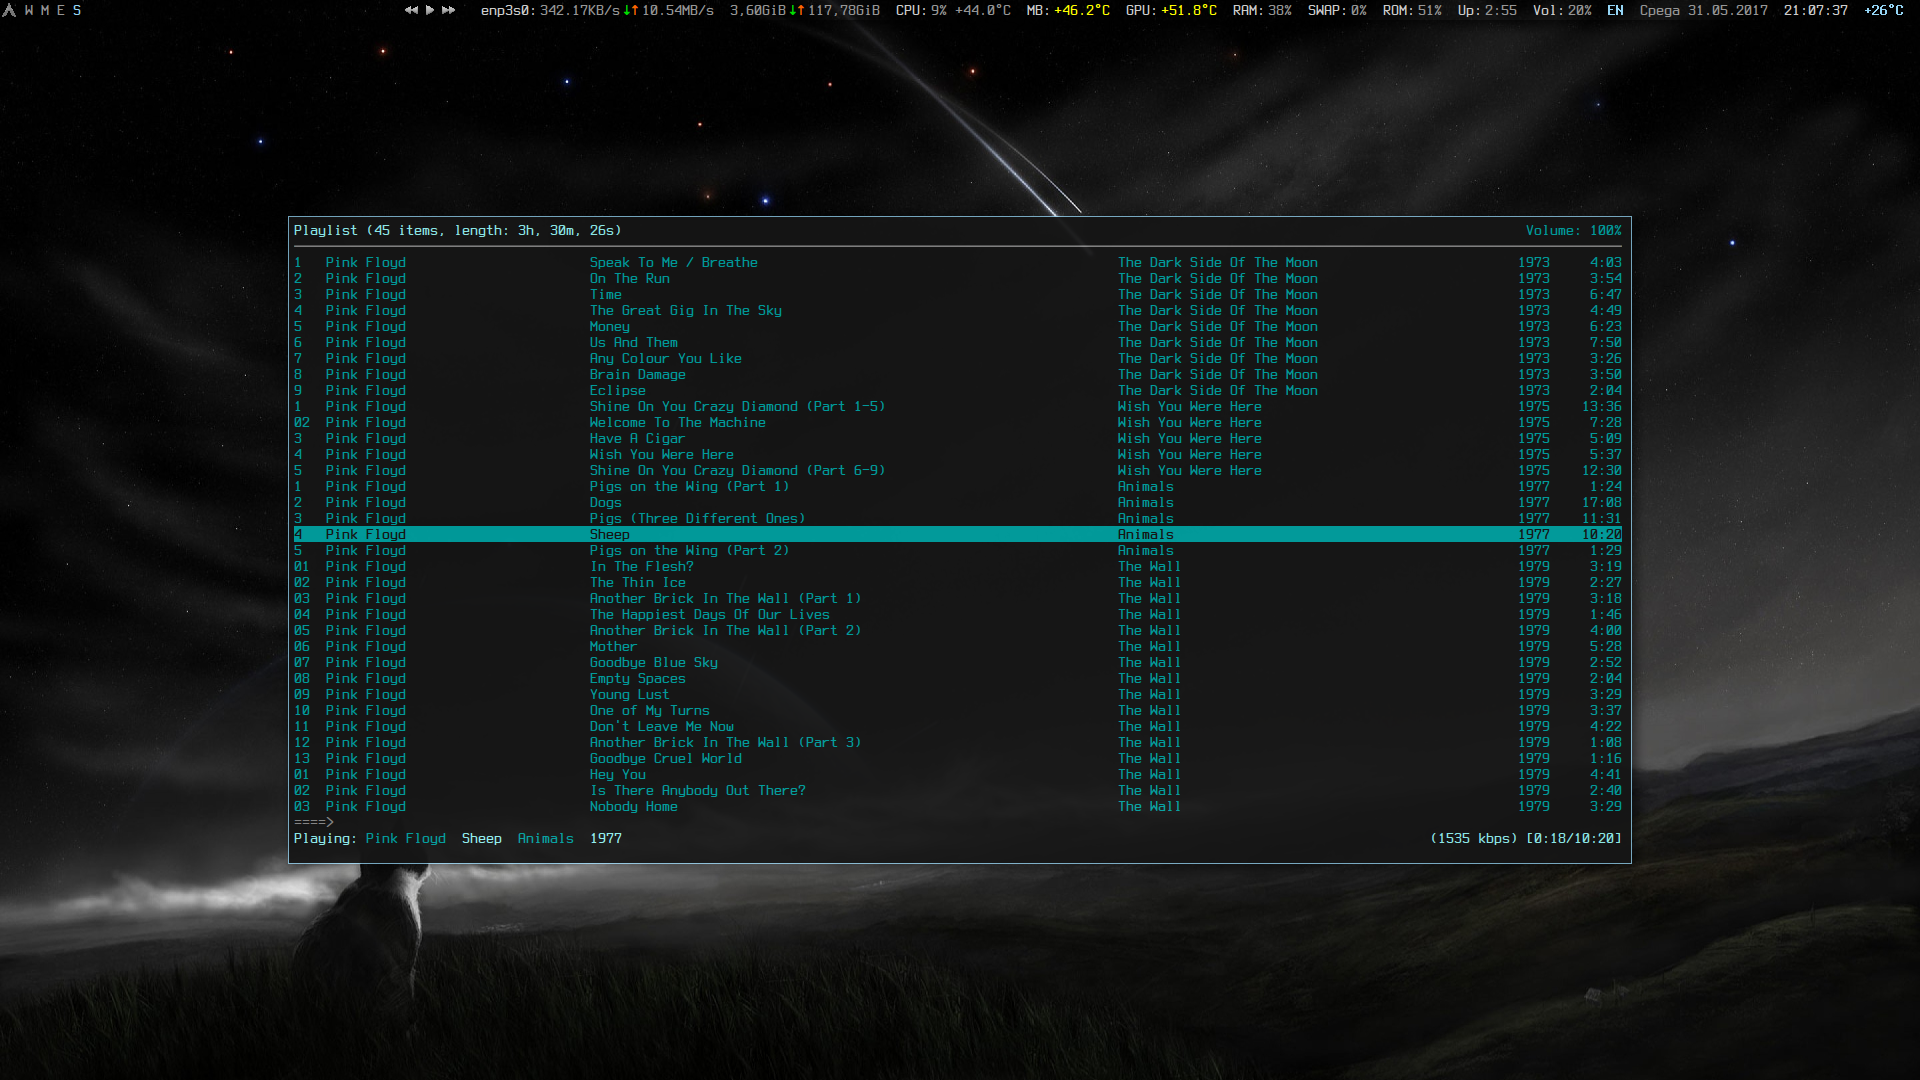 W M E S enp3s0: 342.17KB/s↓↑10.54MB/s 3,60GiB↓↑117,78GiB CPU: 9% +44.0°C MB: +46.2°C GPU: +51.8°C RAM: 38% SWAP: 0% ROM: 51% Up: 2:55 Vol: 20% EN Среда 31.05.2017 21:07:37 +26°C
Playlist (45 items, length: 3h, 30m, 26s) Volume: 100%
1 Pink Floyd Speak To Me / Breathe The Dark Side Of The Moon 1973 4:03
2 Pink Floyd On The Run The Dark Side Of The Moon 1973 3:54
3 Pink Floyd Time The Dark Side Of The Moon 1973 6:47
4 Pink Floyd The Great Gig In The Sky The Dark Side Of The Moon 1973 4:49
5 Pink Floyd Money The Dark Side Of The Moon 1973 6:23
6 Pink Floyd Us And Them The Dark Side Of The Moon 1973 7:50
7 Pink Floyd Any Colour You Like The Dark Side Of The Moon 1973 3:26
8 Pink Floyd Brain Damage The Dark Side Of The Moon 1973 3:50
9 Pink Floyd Eclipse The Dark Side Of The Moon 1973 2:04
1 Pink Floyd Shine On You Crazy Diamond (Part 1-5) Wish You Were Here 1975 13:36
02 Pink Floyd Welcome To The Machine Wish You Were Here 1975 7:28
3 Pink Floyd Have A Cigar Wish You Were Here 1975 5:09
4 Pink Floyd Wish You Were Here Wish You Were Here 1975 5:37
5 Pink Floyd Shine On You Crazy Diamond (Part 6-9) Wish You Were Here 1975 12:30
1 Pink Floyd Pigs on the Wing (Part 1) Animals 1977 1:24
2 Pink Floyd Dogs Animals 1977 17:08
3 Pink Floyd Pigs (Three Different Ones) Animals 1977 11:31
4 Pink Floyd Sheep Animals 1977 10:20
5 Pink Floyd Pigs on the Wing (Part 2) Animals 1977 1:29
01 Pink Floyd In The Flesh? The Wall 1979 3:19
02 Pink Floyd The Thin Ice The Wall 1979 2:27
03 Pink Floyd Another Brick In The Wall (Part 1) The Wall 1979 3:18
04 Pink Floyd The Happiest Days Of Our Lives The Wall 1979 1:46
05 Pink Floyd Another Brick In The Wall (Part 2) The Wall 1979 4:00
06 Pink Floyd Mother The Wall 1979 5:28
07 Pink Floyd Goodbye Blue Sky The Wall 1979 2:52
08 Pink Floyd Empty Spaces The Wall 1979 2:04
09 Pink Floyd Young Lust The Wall 1979 3:29
10 Pink Floyd One of My Turns The Wall 1979 3:37
11 Pink Floyd Don't Leave Me Now The Wall 1979 4:22
12 Pink Floyd Another Brick In The Wall (Part 3) The Wall 1979 1:08
13 Pink Floyd Goodbye Cruel World The Wall 1979 1:16
01 Pink Floyd Hey You The Wall 1979 4:41
02 Pink Floyd Is There Anybody Out There? The Wall 1979 2:40
03 Pink Floyd Nobody Home The Wall 1979 3:29
====>
Playing: Pink Floyd Sheep Animals 1977 (1535 kbps) [0:18/10:20]